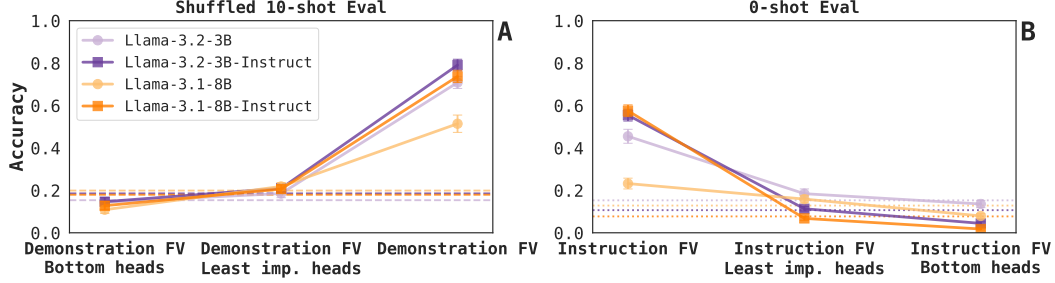 Shuffled 10-shot Eval
A
Accuracy
1.0
0.8
0.6
0.4
0.2
0.0
Llama-3.2-3B
Llama-3.2-3B-Instruct
Llama-3.1-8B
Llama-3.1-8B-Instruct
Demonstration FV
Bottom heads
Demonstration FV
Least imp. heads
Demonstration FV
0-shot Eval
B
1.0
0.8
0.6
0.4
0.2
0.0
Instruction FV
Instruction FV
Least imp. heads
Instruction FV
Bottom heads